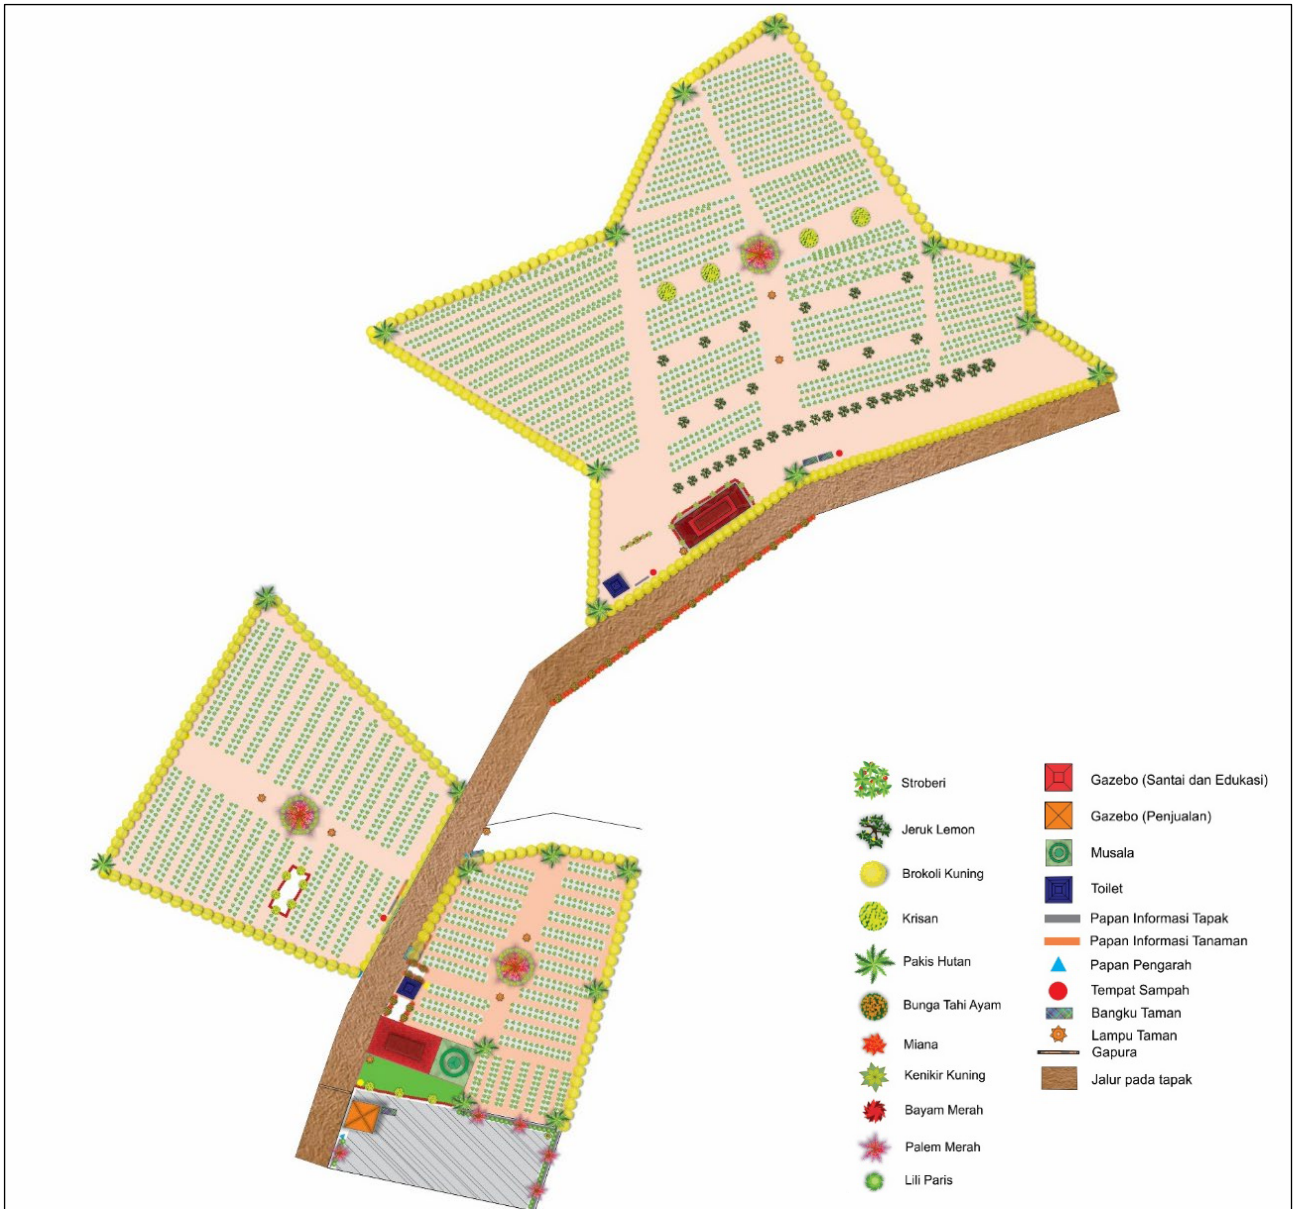 Stroberi
Jeruk Lemon
Brokoli Kuning
Krisan
Pakis Hutan
Bunga Tahi Ayam
Miana
Kenikir Kuning
Bayam Merah
Palem Merah
Lili Paris
Gazebo (Santai dan Edukasi)
Gazebo (Penjualan)
Musala
Toilet
Papan Informasi Tapak
Papan Informasi Tanaman
Papan Pengarah
Tempat Sampah
Bangku Taman
Lampu Taman
Gapura
Jalur pada tapak